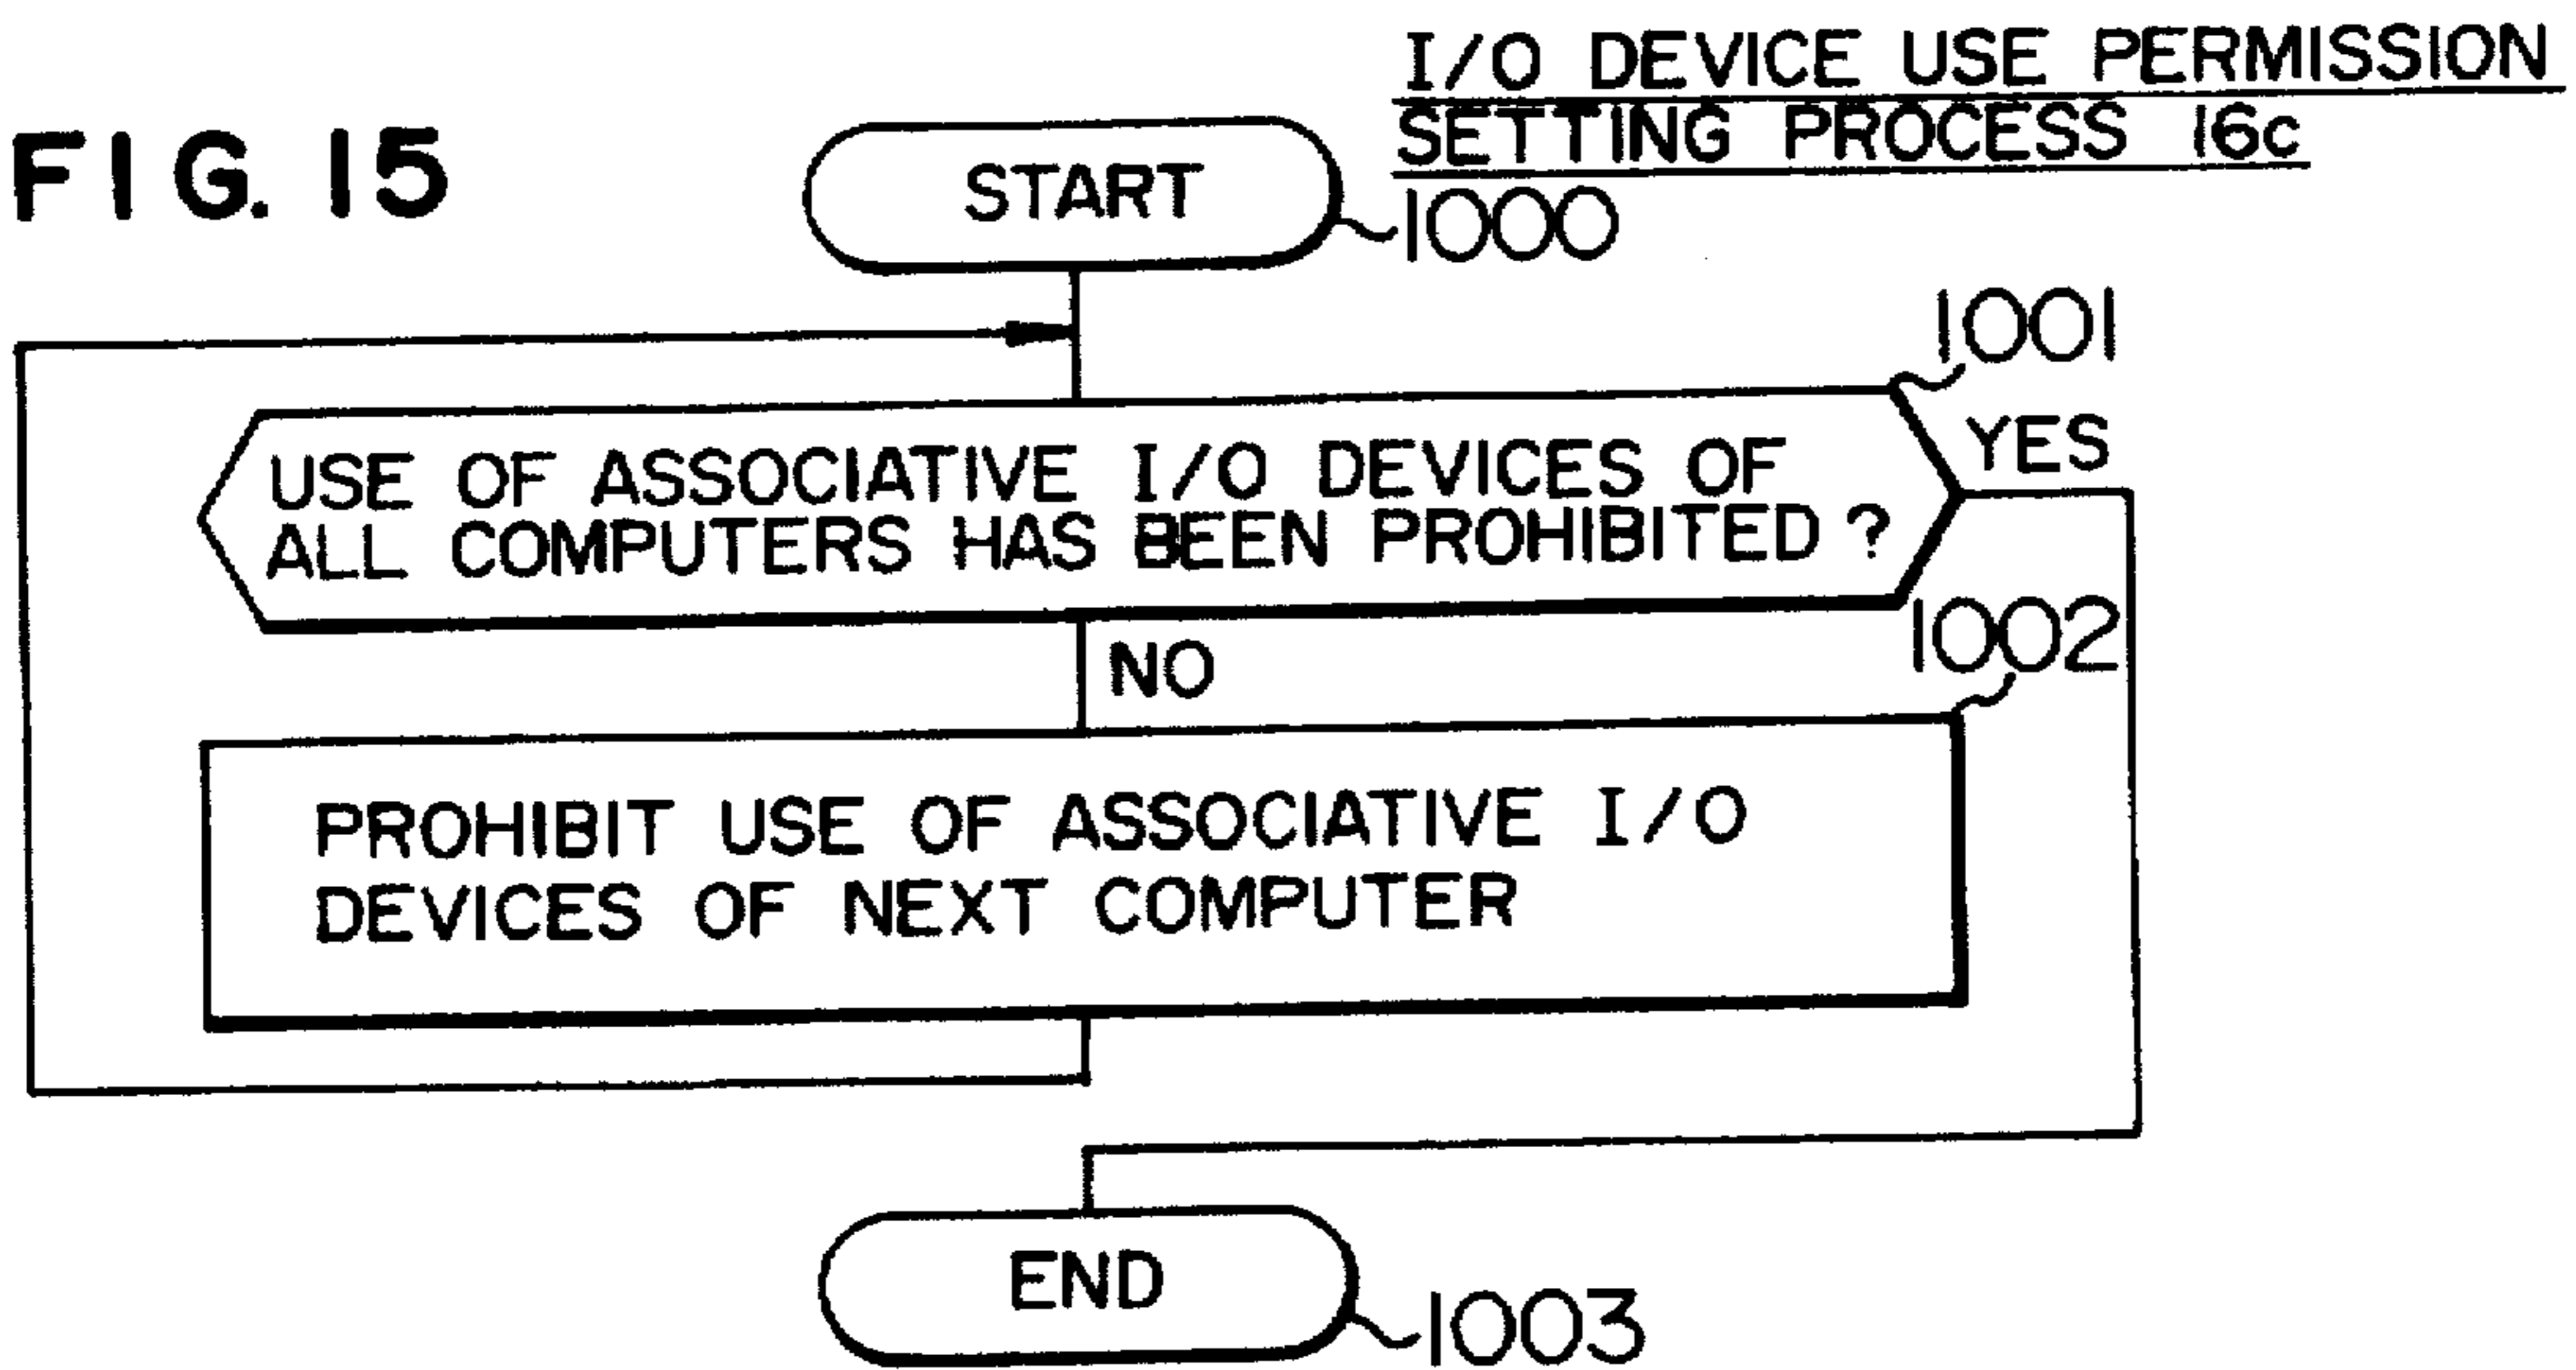 I/O DEVICE USE PERMISSION
SETTING PROCESS 16c
FIG. 15
START
1000
1001
USE OF ASSOCIATIVE I/O DEVICES OF
ALL COMPUTERS HAS BEEN PROHIBITED ?
YES
NO
1002
PROHIBIT USE OF ASSOCIATIVE I/O
DEVICES OF NEXT COMPUTER
END
1003